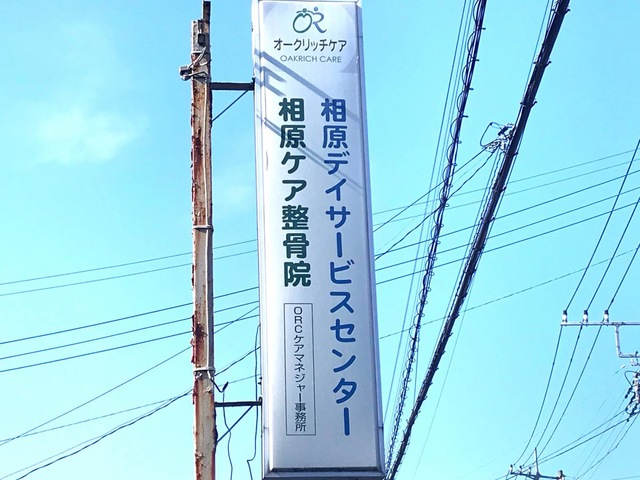 OR
オークリッチケア
OAKRICH CARE
相原デイサービスセンター
相原ケア整骨院
ORCケアマネジャー事務所